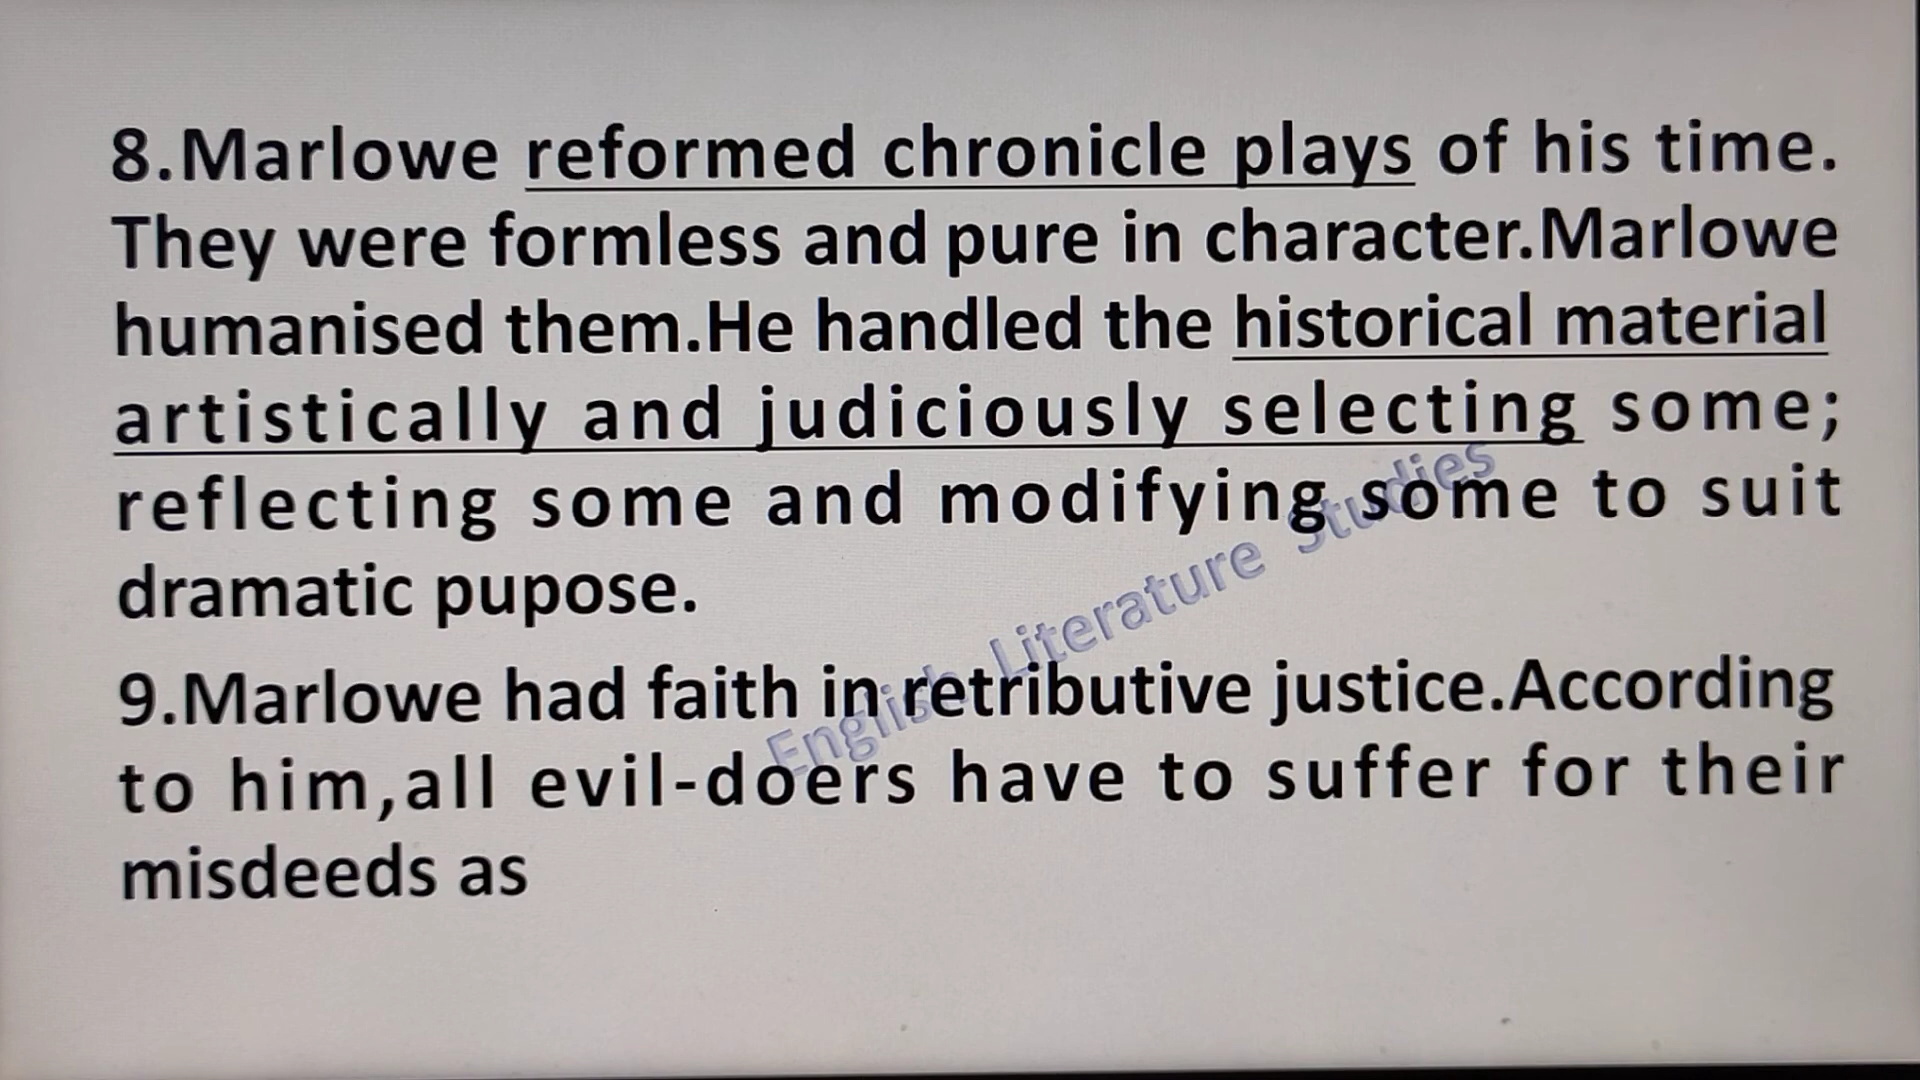 8.Marlowe reformed chronicle plays of his time.
They were formless and pure in character.Marlowe
humanised them.He handled the historical material
artistically and judiciously selecting some;
reflecting some and modifying some to suit
dramatic pupose.
9.Marlowe had faith in retributive justice.According
to him,all evil-doers have to suffer for their
misdeeds as
English Literature Studies